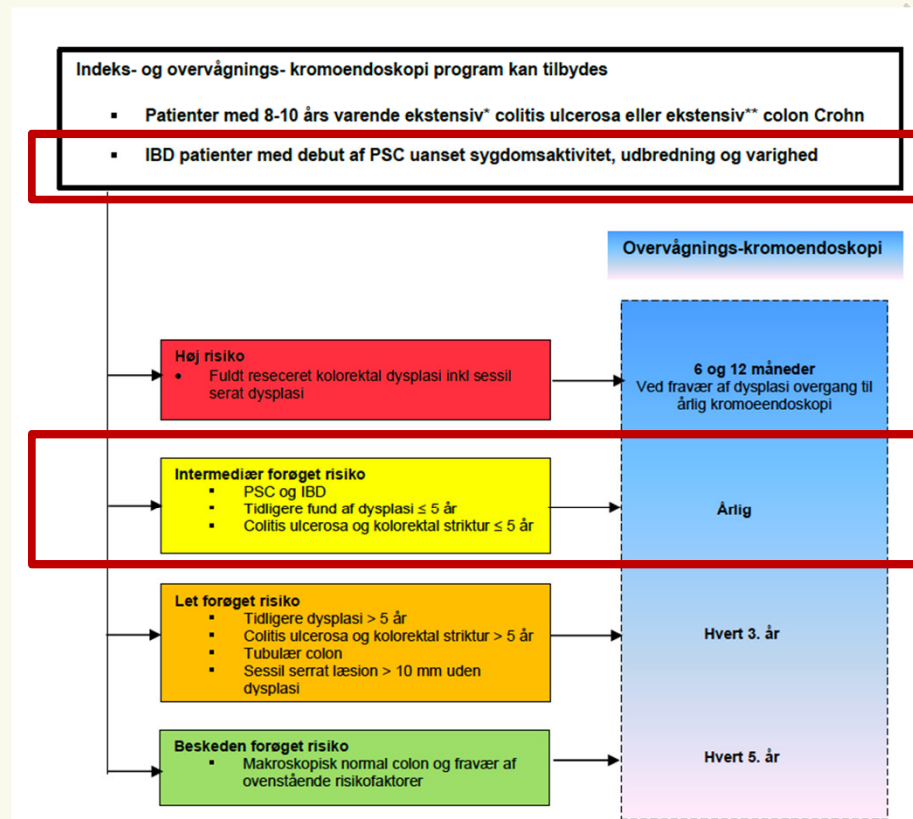 Indeks- og overvågnings- kromoendoskopi program kan tilbydes
▪ Patienter med 8-10 års varende ekstensiv* colitis ulcerosa eller ekstensiv** colon Crohn
▪ IBD patienter med debut af PSC uanset sygdomsaktivitet, udbredning og varighed
Overvågnings-kromoendoskopi
Høj risiko
• Fuldt reseceret kolorektal dysplasi inkl sessil
serat dysplasi
6 og 12 måneder
Ved fravær af dysplasi overgang til
årlig kromoeendoskopi
Intermediær forøget risiko
▪ PSC og IBD
▪ Tidligere fund af dysplasi ≤ 5 år
▪ Colitis ulcerosa og kolorektal striktur ≤ 5 år
Årlig
Let forøget risiko
▪ Tidligere dysplasi > 5 år
▪ Colitis ulcerosa og kolorektal striktur > 5 år
▪ Tubulær colon
▪ Sessil serrat læsion > 10 mm uden
dysplasi
Hvert 3. år
Beskeden forøget risiko
▪ Makroskopisk normal colon og fravær af
ovenstående risikofaktorer
Hvert 5. år